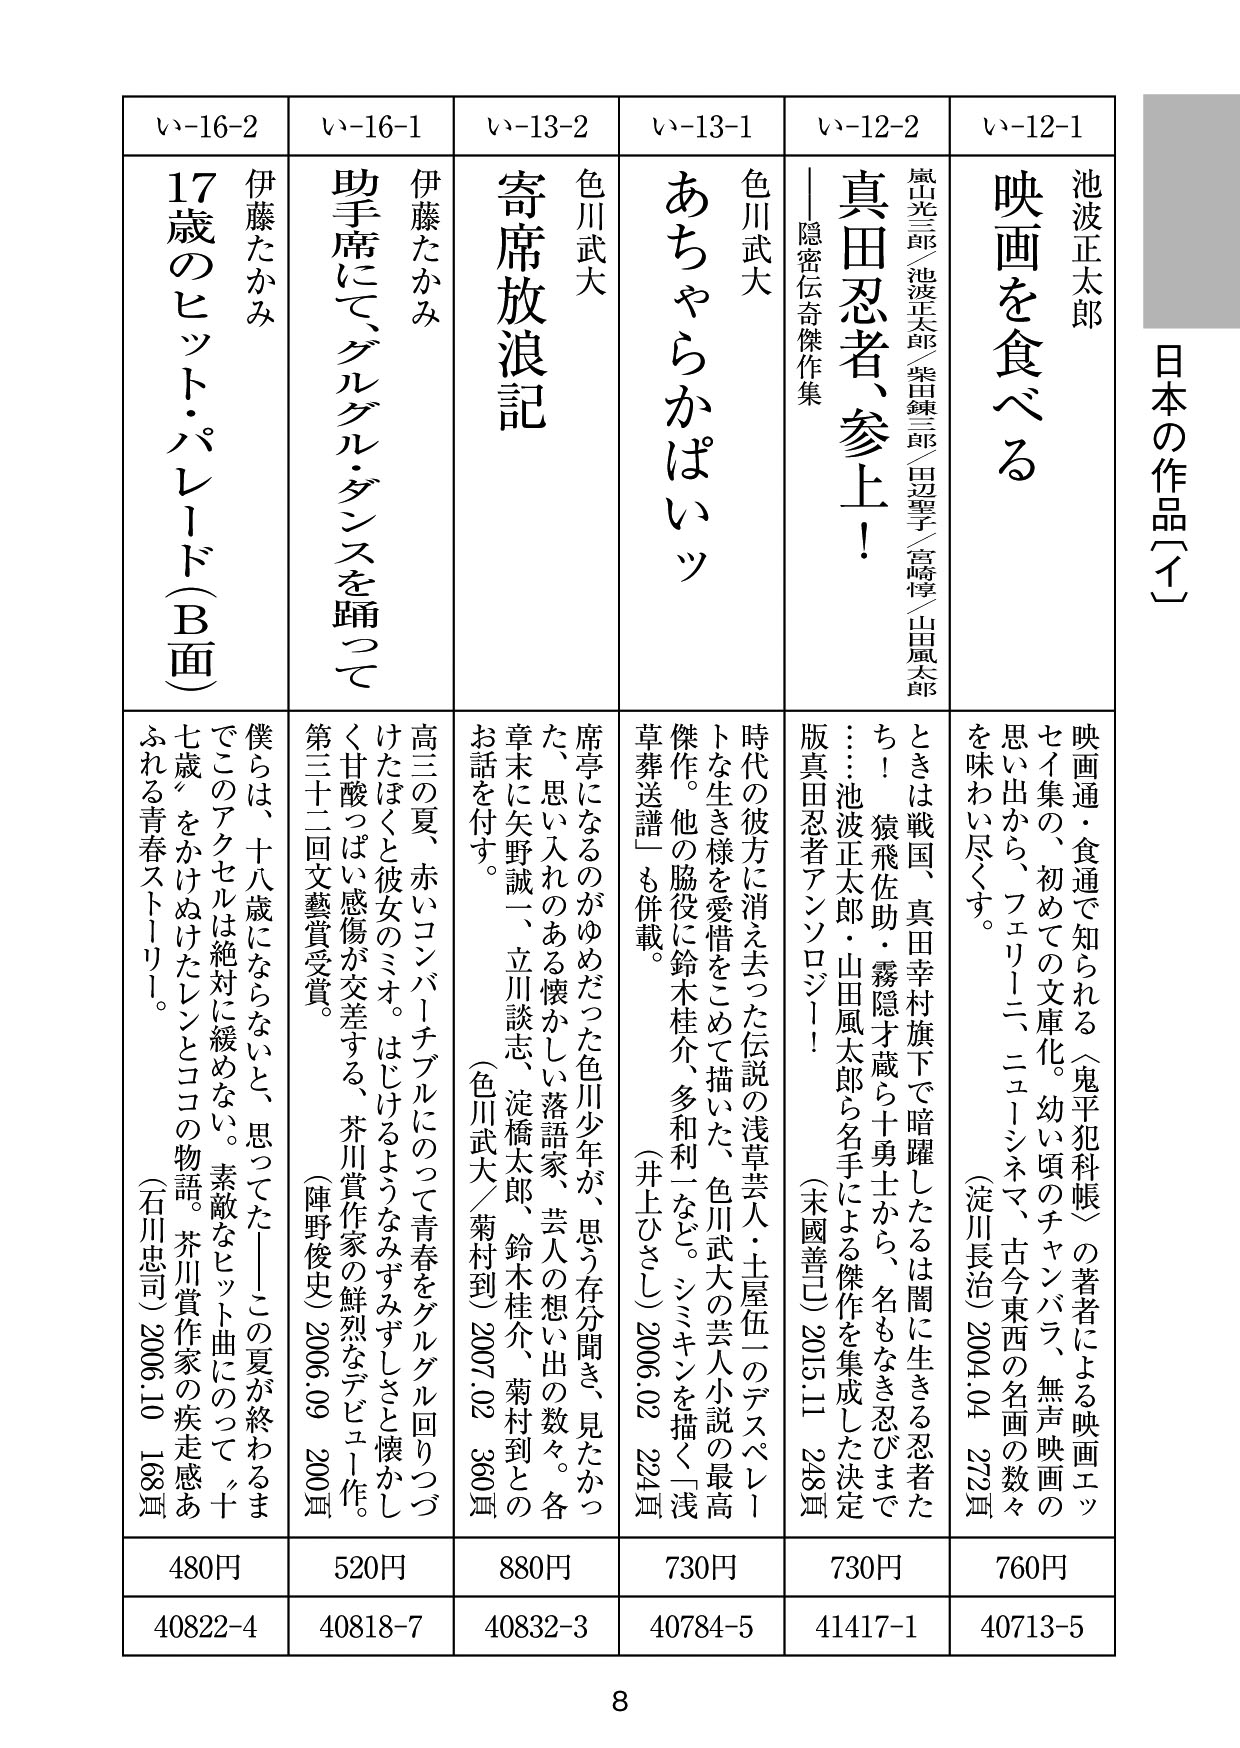 日本の作品〔イ〕
い-12-1
池波正太郎
映画を食べる
映画通・食通で知られる〈鬼平犯科帳〉の著者による映画エッ
セイ集の、初めての文庫化。幼い頃のチャンバラ、無声映画の
思い出から、フェリーニ、ニューシネマ、古今東西の名画の数々
を味わい尽くす。
(淀川長治) 2004.04 272頁
760円
40713-5
い-12-2
嵐山光三郎/池波正太郎/柴田錬三郎/田辺聖子/宮崎惇/山田風太郎
真田忍者、参上!
――隠密伝奇傑作集
ときは戦国、真田幸村旗下で暗躍したるは闇に生きる忍者た
ち! 猿飛佐助・霧隠才蔵ら十勇士から、名もなき忍びまで
……池波正太郎・山田風太郎ら名手による傑作を集成した決定
版真田忍者アンソロジー!
(末國善己) 2015.11 248頁
730円
41417-1
い-13-1
色川武大
あちゃらかぱいッ
時代の彼方に消え去った伝説の浅草芸人・土屋伍一のデスペレー
トな生き様を愛惜をこめて描いた、色川武大の芸人小説の最高
傑作。他の脇役に鈴木桂介、多和利一など。シミキンを描く「浅
草葬送譜」も併載。
(井上ひさし) 2006.02 224頁
730円
40784-5
い-13-2
色川武大
寄席放浪記
席亭になるのがゆめだった色川少年が、思う存分聞き、見たかっ
た、思い入れのある懐かしい落語家、芸人の想い出の数々。各
章末に矢野誠一、立川談志、淀橋太郎、鈴木桂介、菊村到との
お話を付す。
(色川武大/菊村到) 2007.02 360頁
880円
40832-3
い-16-1
伊藤たかみ
助手席にて、グルグル・ダンスを踊って
高三の夏、赤いコンバーチブルにのって青春をグルグル回りつづ
けたぼくと彼女のミオ。はじけるようなみずみずしさと懐かし
く甘酸っぱい感傷が交差する、芥川賞作家の鮮烈なデビュー作。
第三十二回文藝賞受賞。
(陣野俊史) 2006.09 200頁
520円
40818-7
い-16-2
伊藤たかみ
17歳のヒット・パレード(B面)
僕らは、十八歳にならないと、思ってた――この夏が終わるま
でこのアクセルは絶対に緩めない。素敵なヒット曲にのって〝十
七歳〟をかけぬけたレンとココの物語。芥川賞作家の疾走感あ
ふれる青春ストーリー。
(石川忠司) 2006.10 168頁
480円
40822-4
8